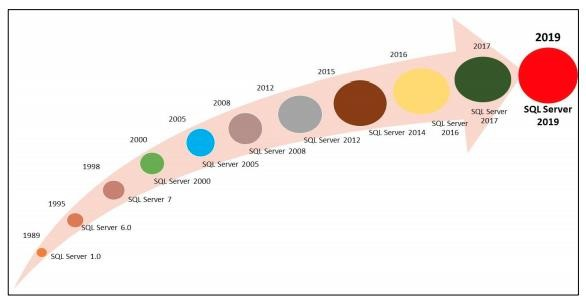 1989
SQL Server 1.0
1995
SQL Server 6.0
1998
SQL Server 7
2000
SQL Server 2000
2005
SQL Server 2005
2008
SQL Server 2008
2012
SQL Server 2012
2015
SQL Server 2014
2016
SQL Server
2016
2017
SQL Server
2017
2019
SQL Server
2019